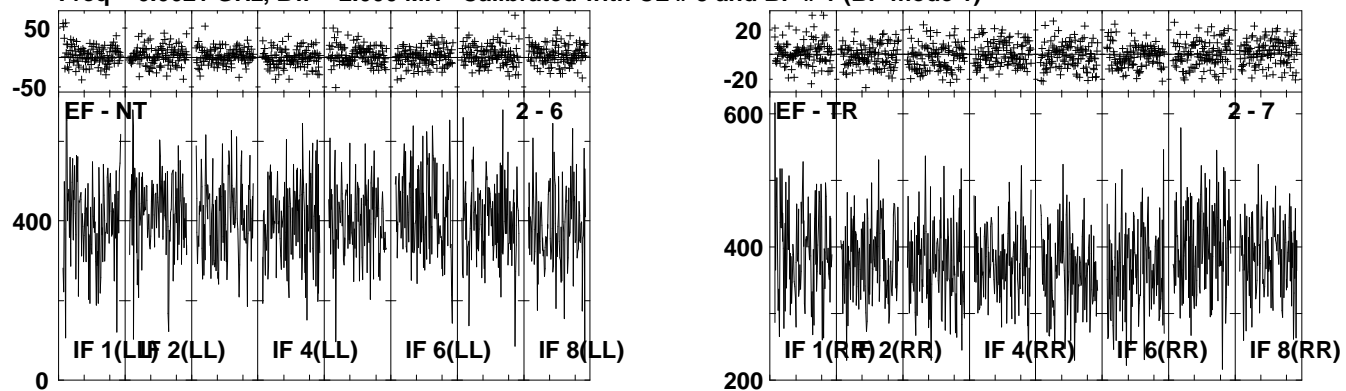 50
-50
EF - NT 2 - 6
400
IF 1(LL) IF 2(LL) IF 4(LL) IF 6(LL) IF 8(LL)
0
20
-20
600
EF - TR 2 - 7
400
IF 1(RR) IF 2(RR) IF 4(RR) IF 6(RR) IF 8(RR)
200